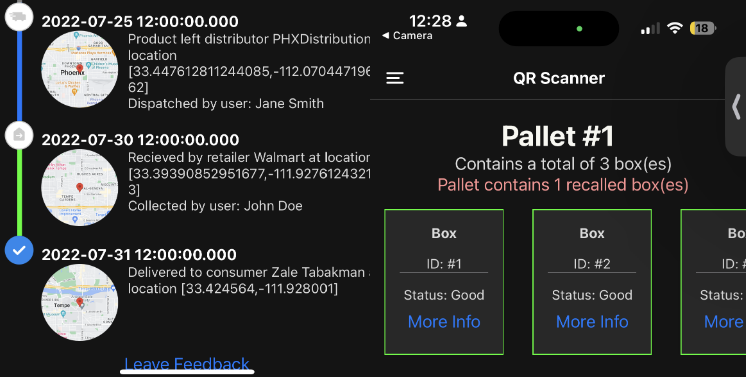 2022-07-25 12:00:00.000
Product left distributor PHXDistribution
location
[33.447612811244085,-112.070447196
62]
Dispatched by user: Jane Smith
Phoenix
2022-07-30 12:00:00.000
Recieved by retailer Walmart at location
[33.39390852951677,-111.9276124321
3]
Collected by user: John Doe
2022-07-31 12:00:00.000
Delivered to consumer Zale Tabakman
location [33.424564,-111.928001]
Tempe
Leave Feedback
12:28
Camera
18
QR Scanner
Pallet #1
Contains a total of 3 box(es)
Pallet contains 1 recalled box(es)
Box
ID: #1
Status: Good
More Info
Box
ID: #2
Status: Good
More Info
Bo
ID: #
Status:
More